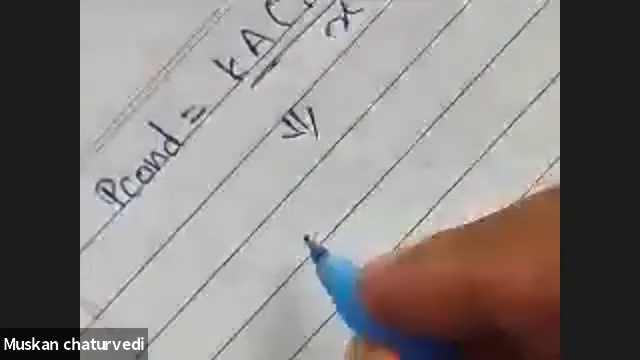 Pcond = kA(
x
Muskan chaturvedi